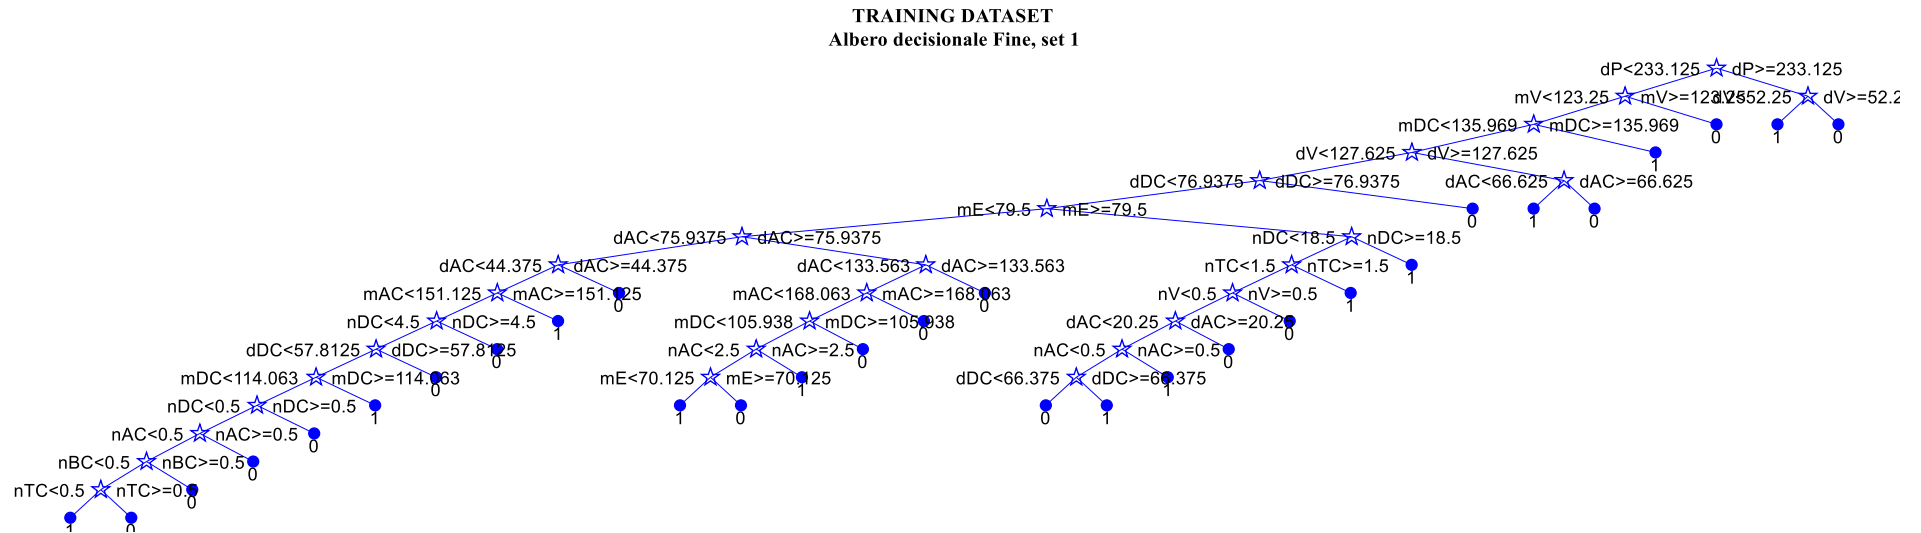 TRAINING DATASET
Albero decisionale Fine, set 1
dP<233.125 dP>=233.125
mV<123.25 mV>=123.25 dV<52.25 dV>=52.2
mDC<135.969 mDC>=135.969 0 1 0
dV<127.625 dV>=127.625 1
dDC<76.9375 dDC>=76.9375 dAC<66.625 dAC>=66.625
mE<79.5 mE>=79.5 0 1 0
dAC<75.9375 dAC>=75.9375 nDC<18.5 nDC>=18.5
dAC<44.375 dAC>=44.375 dAC<133.563 dAC>=133.563 nTC<1.5 nTC>=1.5 1
mAC<151.125 mAC>=151.125 0 mAC<168.063 mAC>=168.063 0 nV<0.5 nV>=0.5 1
nDC<4.5 nDC>=4.5 1 mDC<105.938 mDC>=105.938 0 dAC<20.25 dAC>=20.25 0
dDC<57.8125 dDC>=57.8125 0 nAC<2.5 nAC>=2.5 0 nAC<0.5 nAC>=0.5 0
mDC<114.063 mDC>=114.063 0 mE<70.125 mE>=70.125 1 dDC<66.375 dDC>=66.375 1
nDC<0.5 nDC>=0.5 1 1 0 0 1
nAC<0.5 nAC>=0.5 0
nBC<0.5 nBC>=0.5 0
nTC<0.5 nTC>=0.5 0
1 0